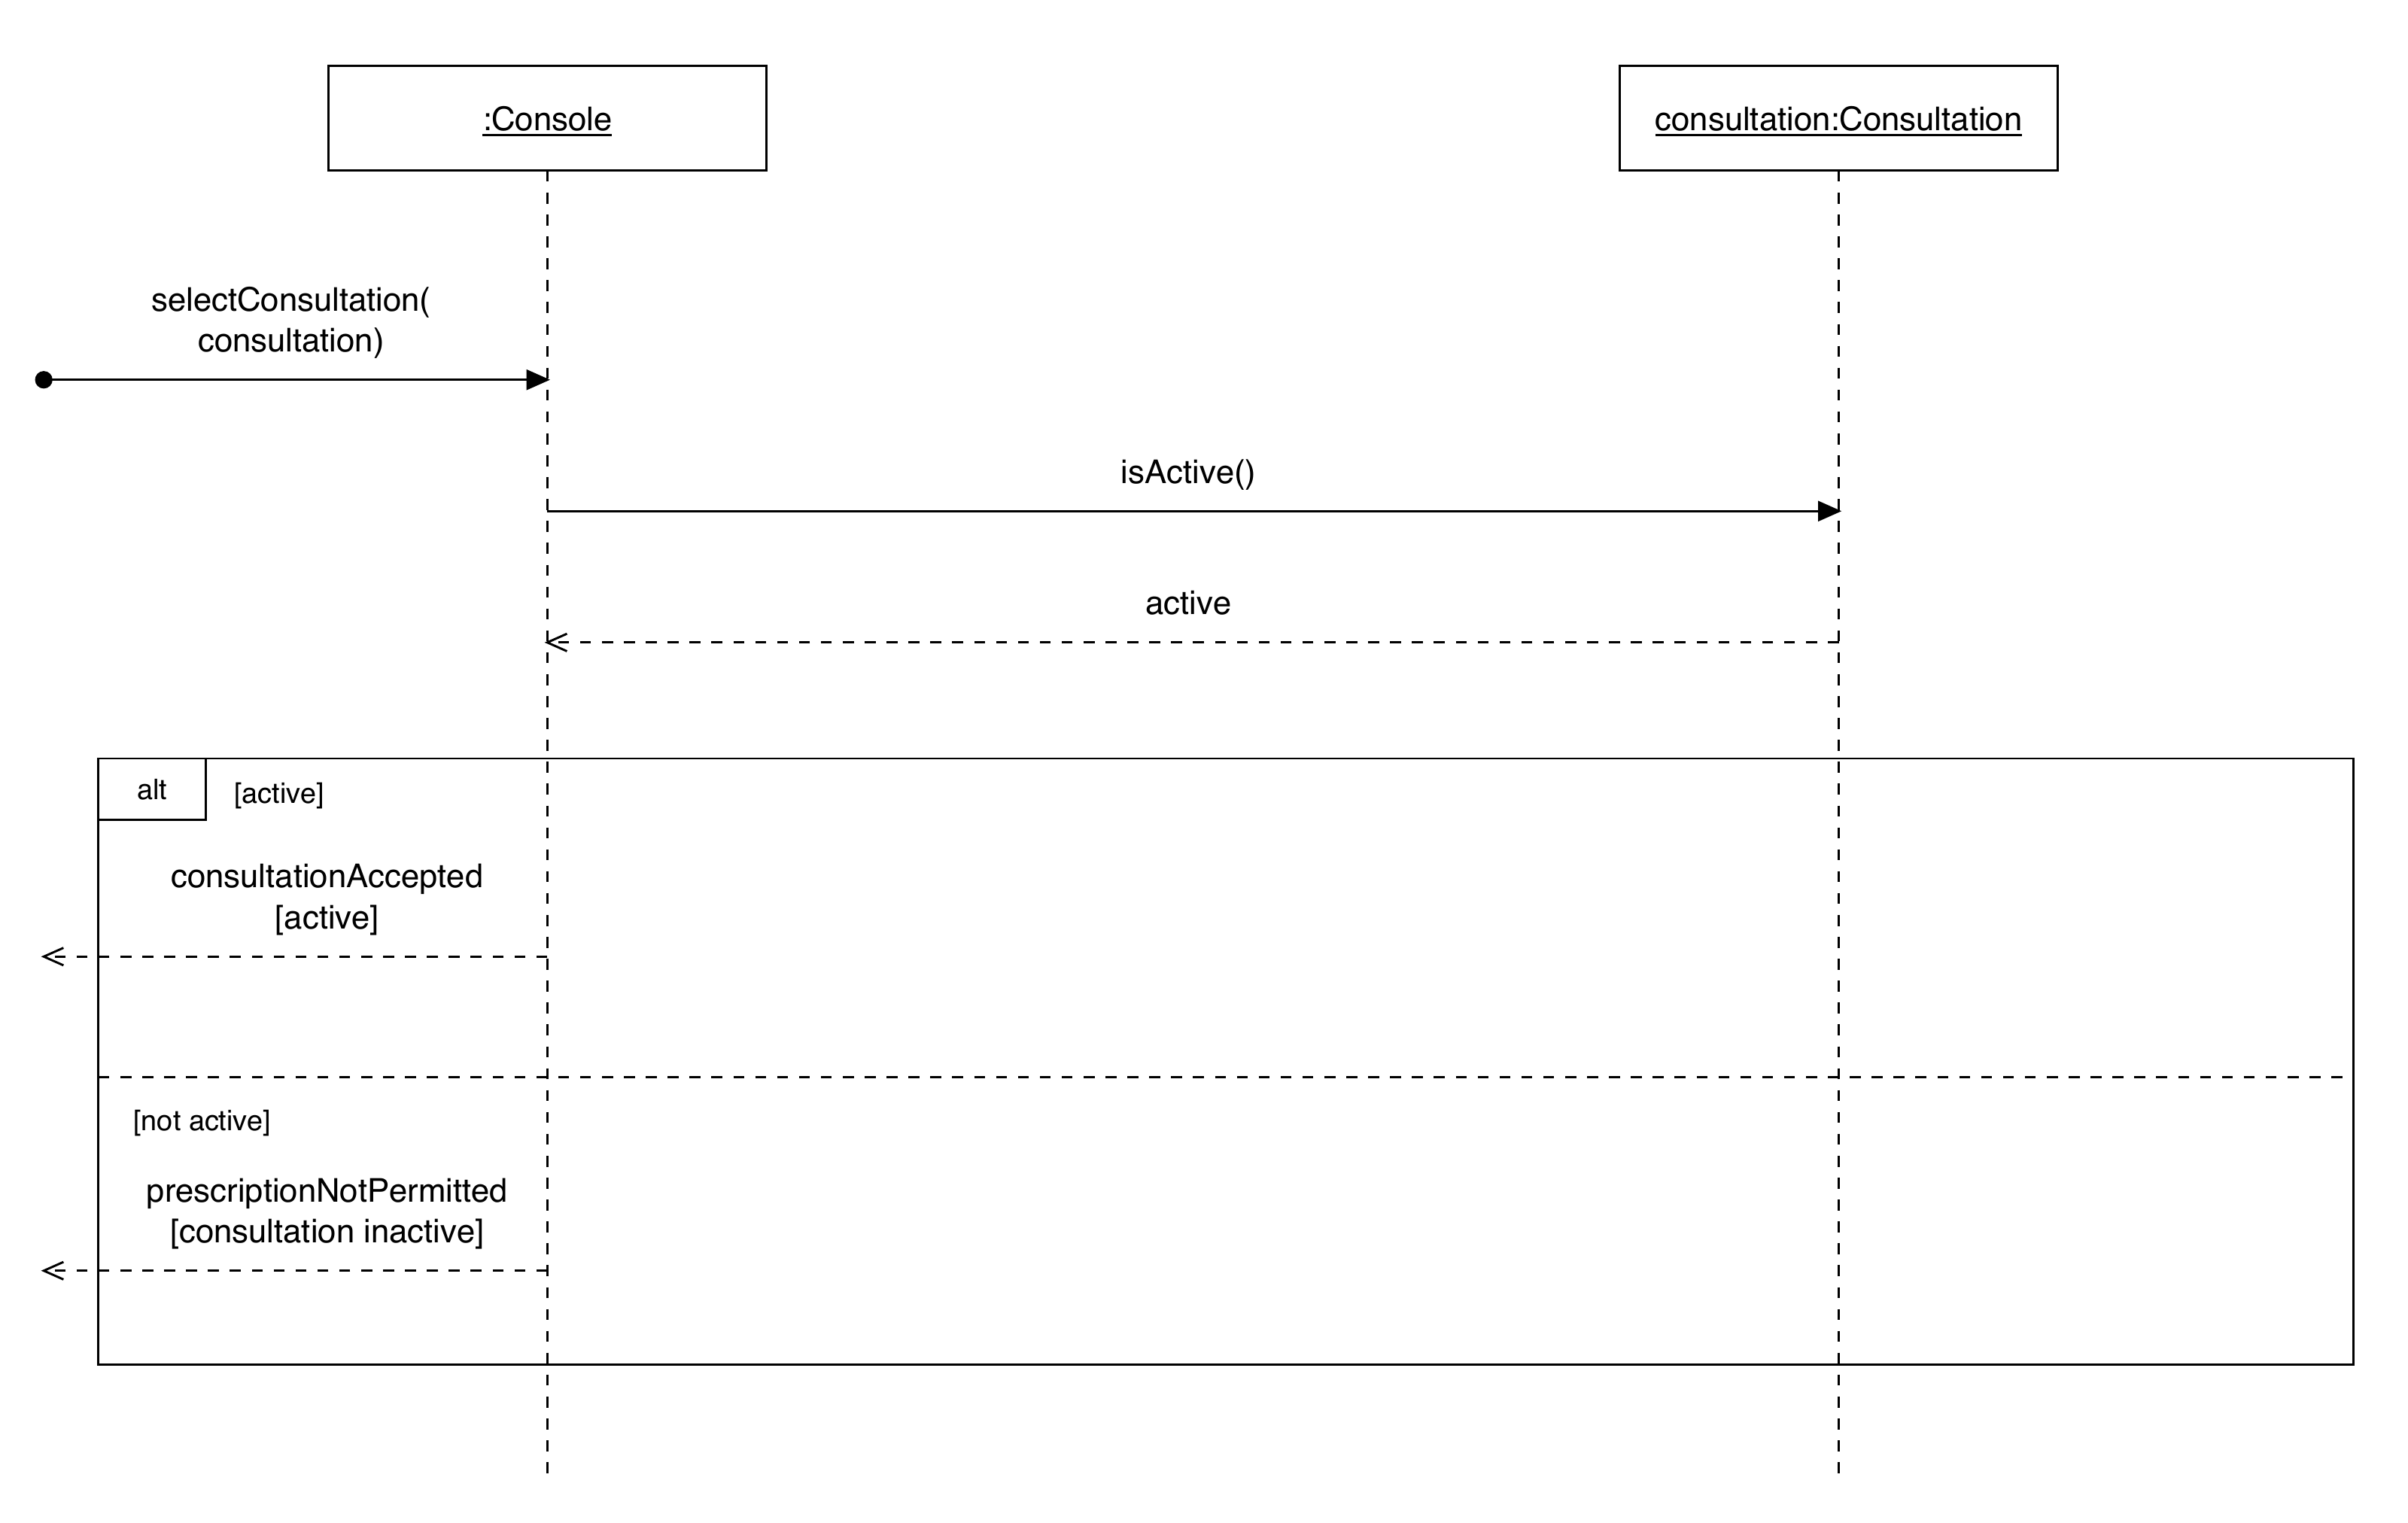 :Console
consultation:Consultation
selectConsultation(
consultation)
isActive()
active
alt
[active]
consultationAccepted
[active]
[not active]
prescriptionNotPermitted
[consultation inactive]